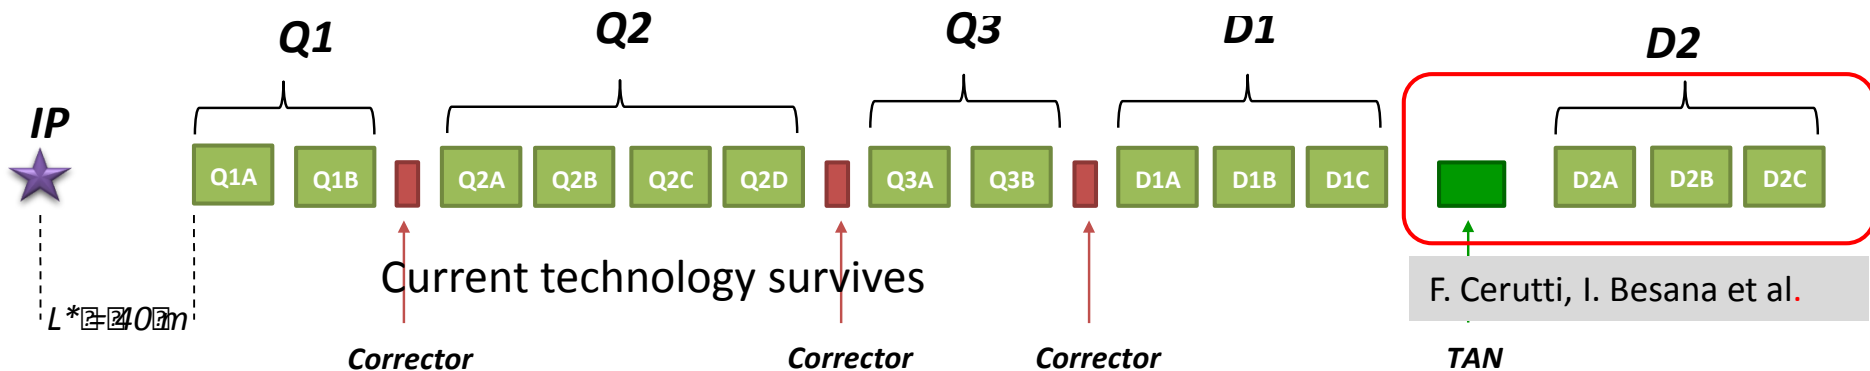 Q1 Q2 Q3 D1 D2
IP
Q1A Q1B Q2A Q2B Q2C Q2D Q3A Q3B D1A D1B D1C D2A D2B D2C
Current technology survives
F. Cerutti, I. Besana et al.
L* = 40 m
Corrector Corrector Corrector TAN